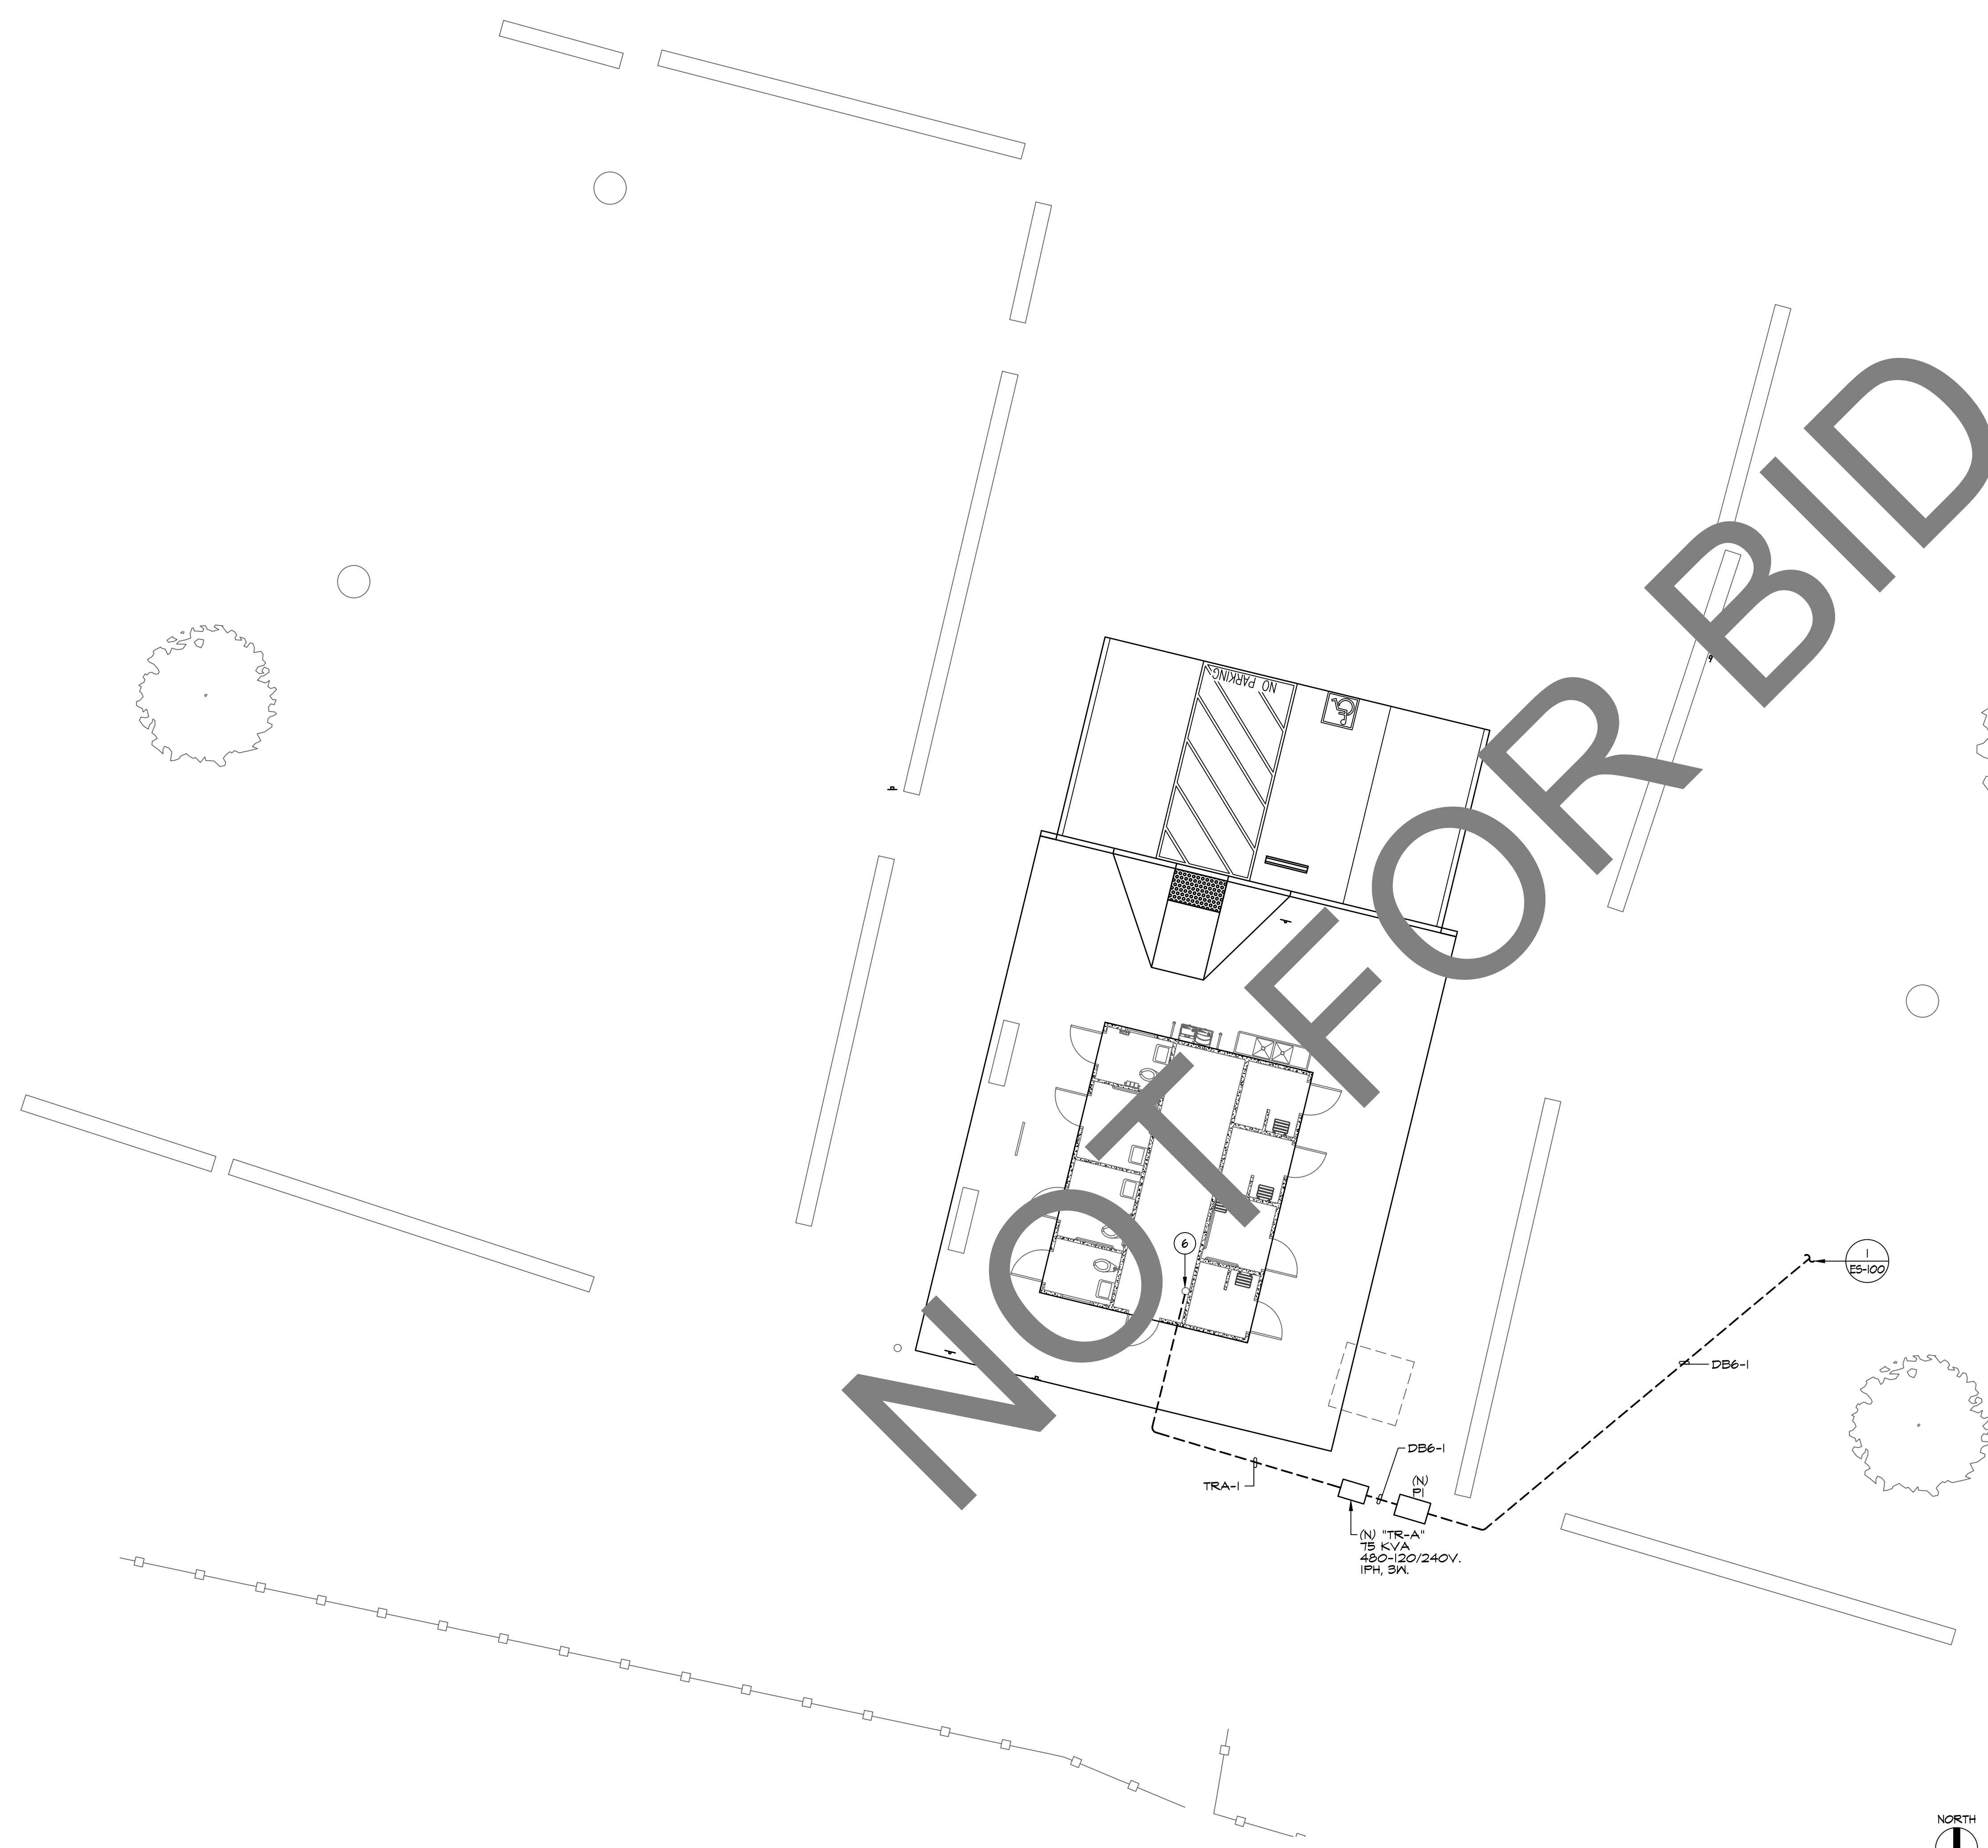 NO PARKING
NOT FOR BID
6
1
ES-100
DB6-1
DB6-1
(N)
P1
TRA-1
(N) "TR-A"
75 KVA
480-120/240V.
1PH, 3W.
NORTH